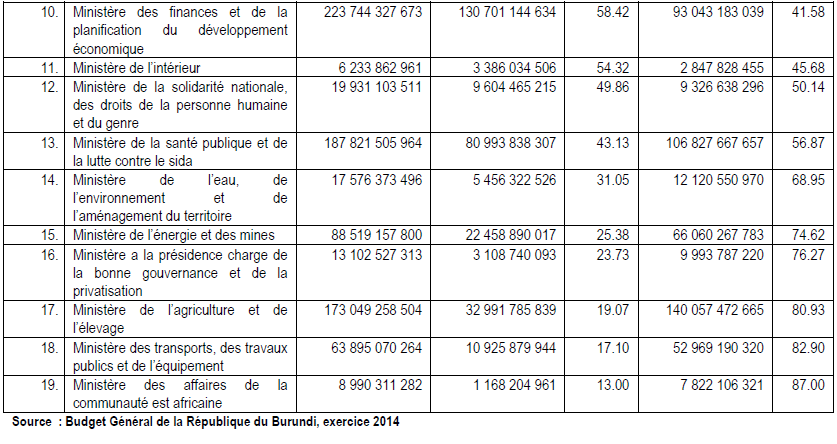 10. Ministère des finances et de la 223 744 327 673 130 701 144 634 58.42 93 043 183 039 41.58
planification du développement
économique
11. Ministère de l'intérieur 6 233 862 961 3 386 034 506 54.32 2 847 828 455 45.68
12. Ministère de la solidarité nationale, 19 931 103 511 9 604 465 215 49.86 9 326 638 296 50.14
des droits de la personne humaine
et du genre
13. Ministère de la santé publique et de 187 821 505 964 80 993 838 307 43.13 106 827 667 657 56.87
la lutte contre le sida
14. Ministère de l'eau, de 17 576 373 496 5 456 322 526 31.05 12 120 550 970 68.95
l'environnement et de
l'aménagement du territoire
15. Ministère de l'énergie et des mines 88 519 157 800 22 458 890 017 25.38 66 060 267 783 74.62
16. Ministère a la présidence charge de 13 102 527 313 3 108 740 093 23.73 9 993 787 220 76.27
la bonne gouvernance et de la
privatisation
17. Ministère de l'agriculture et de 173 049 258 504 32 991 785 839 19.07 140 057 472 665 80.93
l'élevage
18. Ministère des transports, des travaux 63 895 070 264 10 925 879 944 17.10 52 969 190 320 82.90
publics et de l'équipement
19. Ministère des affaires de la 8 990 311 282 1 168 204 961 13.00 7 822 106 321 87.00
communauté est africaine
Source : Budget Général de la République du Burundi, exercice 2014